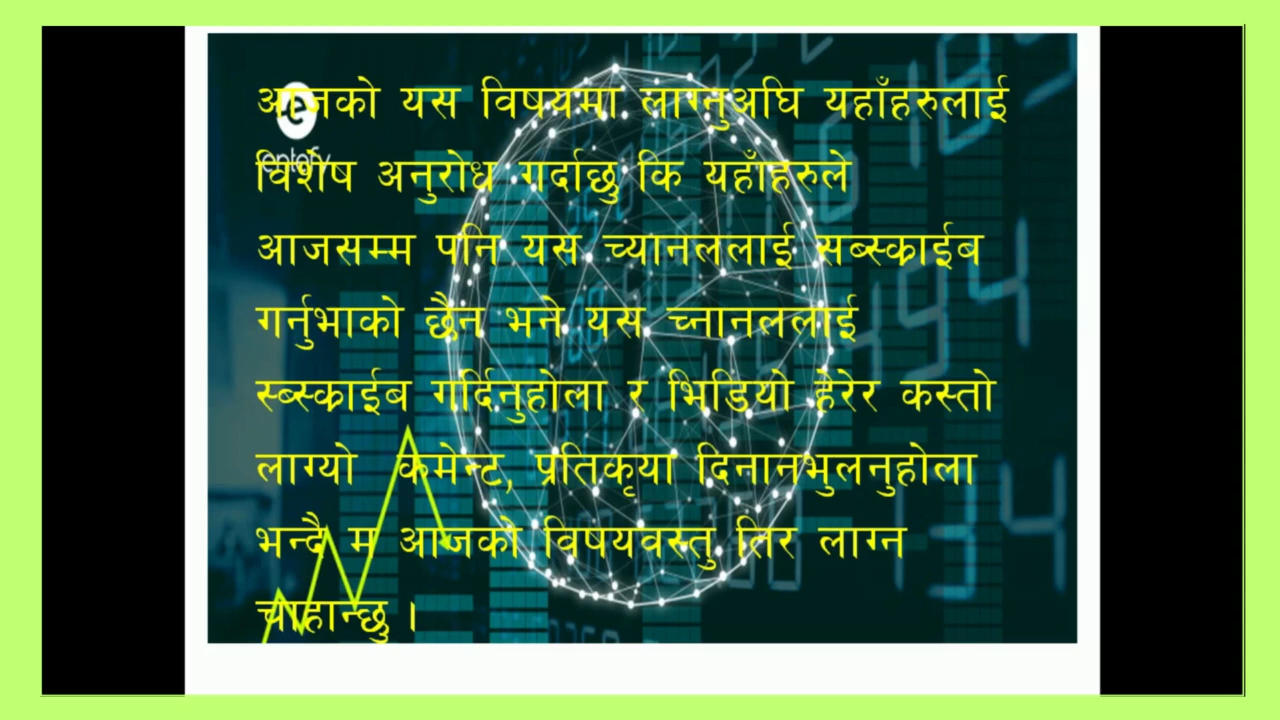 आजको यस विषयमा लाग्नुअघि यहाँहरुलाई
विशेष अनुरोध गर्दाछु कि यहाँहरुले
आजसम्म पनि यस च्यानललाई सब्स्क्राईब
गर्नुभाको छैन भने यस च्नानललाई
स्ब्स्क्राईब गर्दिनुहोला र भिडियो हेरेर कस्तो
लाग्यो कमेन्ट, प्रतिकृया दिनानभुलनुहोला
भन्दै म आजको विषयवस्तु तिर लाग्न
चाहान्छु ।